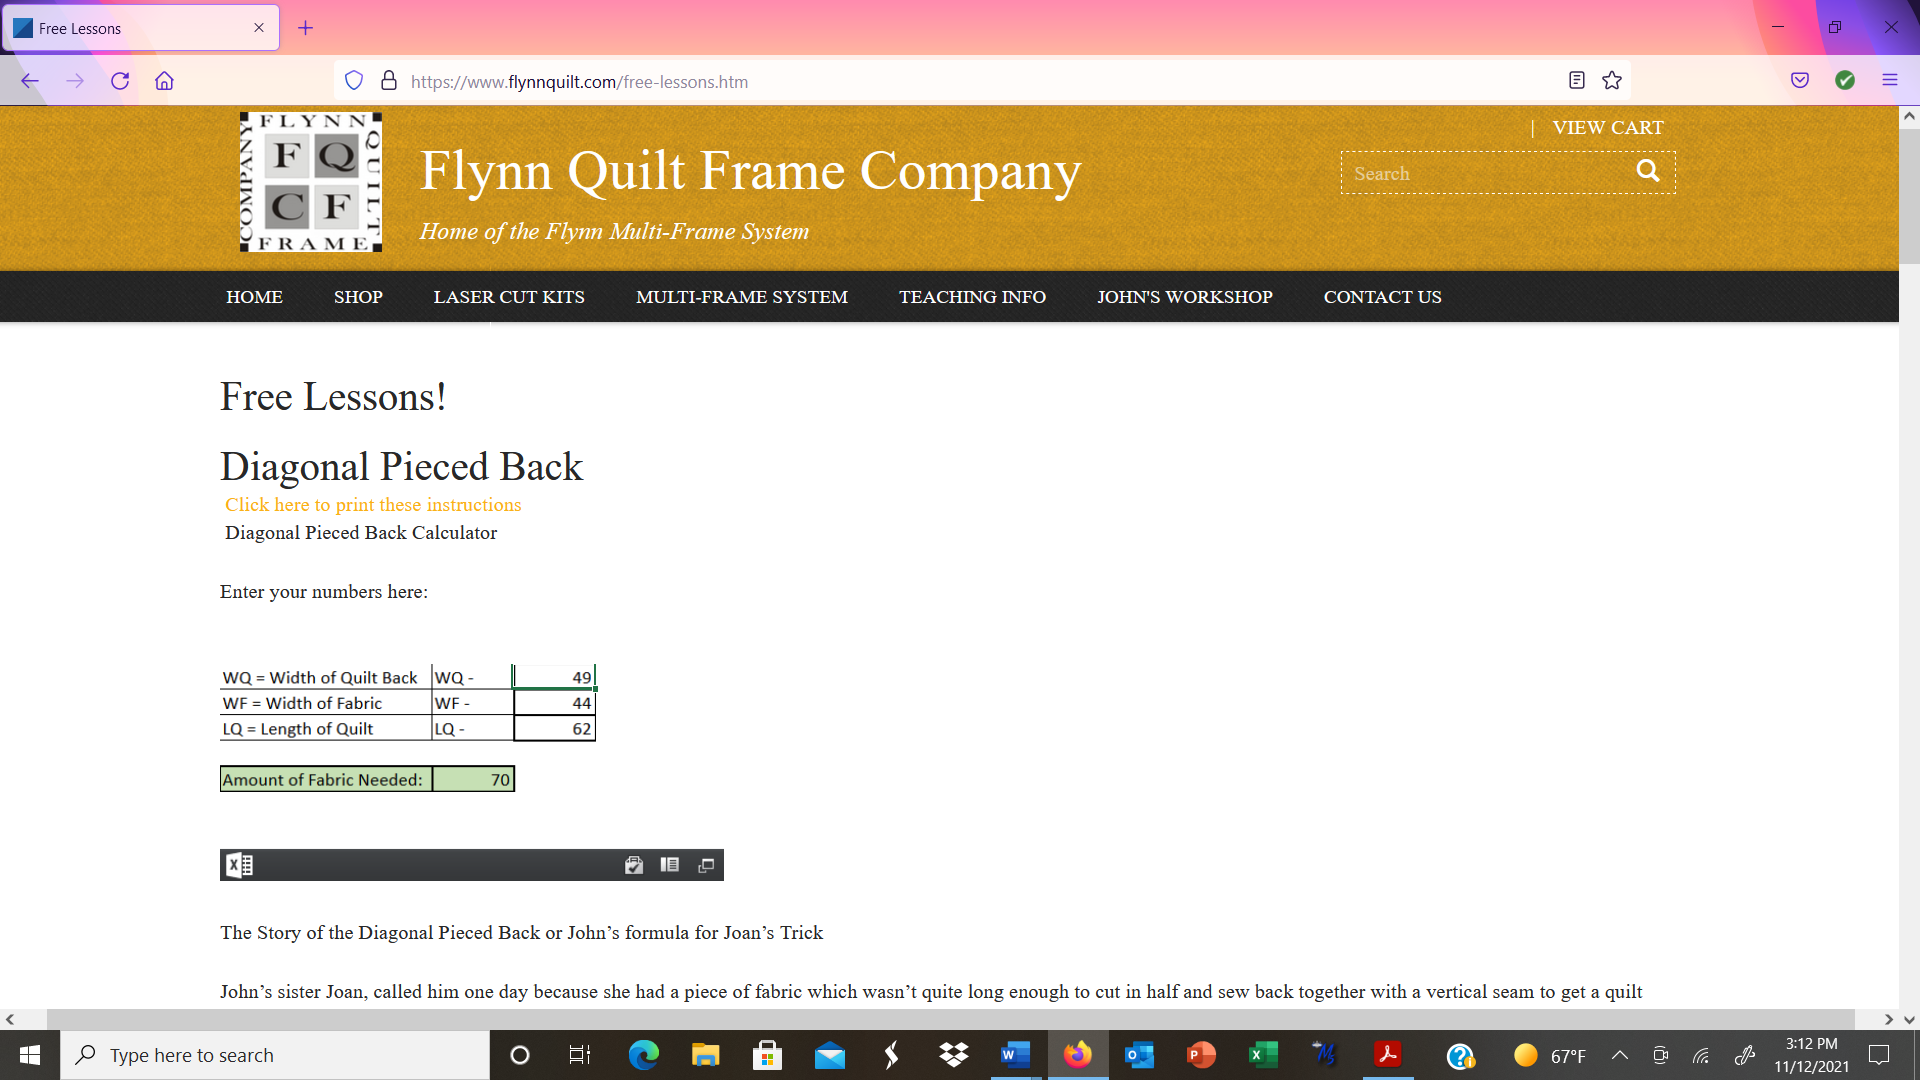 Free Lessons
https://www.flynnquilt.com/free-lessons.htm
FLYNN
COMPANY
F Q
QUILT
C F
FRAME
Flynn Quilt Frame Company
Home of the Flynn Multi-Frame System
| VIEW CART
Search
HOME SHOP LASER CUT KITS MULTI-FRAME SYSTEM TEACHING INFO JOHN'S WORKSHOP CONTACT US
Free Lessons!
Diagonal Pieced Back
Click here to print these instructions
Diagonal Pieced Back Calculator
Enter your numbers here:
WQ = Width of Quilt Back WQ - 49
WF = Width of Fabric WF - 44
LQ = Length of Quilt LQ - 62
Amount of Fabric Needed: 70
The Story of the Diagonal Pieced Back or John’s formula for Joan’s Trick
John’s sister Joan, called him one day because she had a piece of fabric which wasn’t quite long enough to cut in half and sew back together with a vertical seam to get a quilt
Type here to search
67°F
3:12 PM
11/12/2021